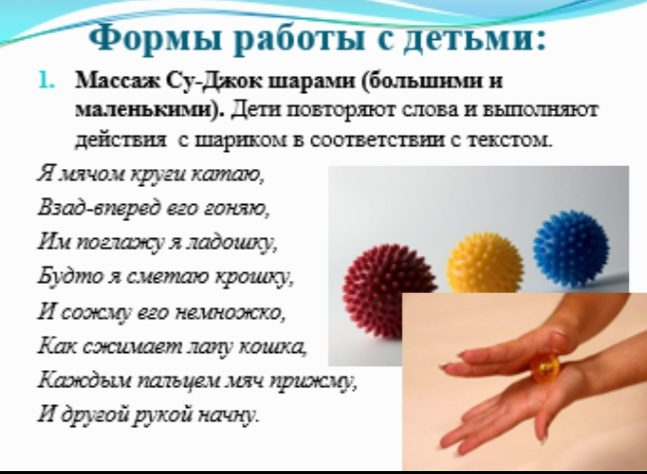 Формы работы с детьми:
1. Массаж Су-Джок шарами (большими и
маленькими). Дети повторяют слова и выполняют
действия с шариком в соответствии с текстом.
Я мячом круги катаю,
Взад-вперед его гоняю,
Им поглажу я ладошку,
Будто я сметаю крошку,
И сожму его немножко,
Как сжимает лапу кошка,
Каждым пальцем мяч прижму,
И другой рукой начну.